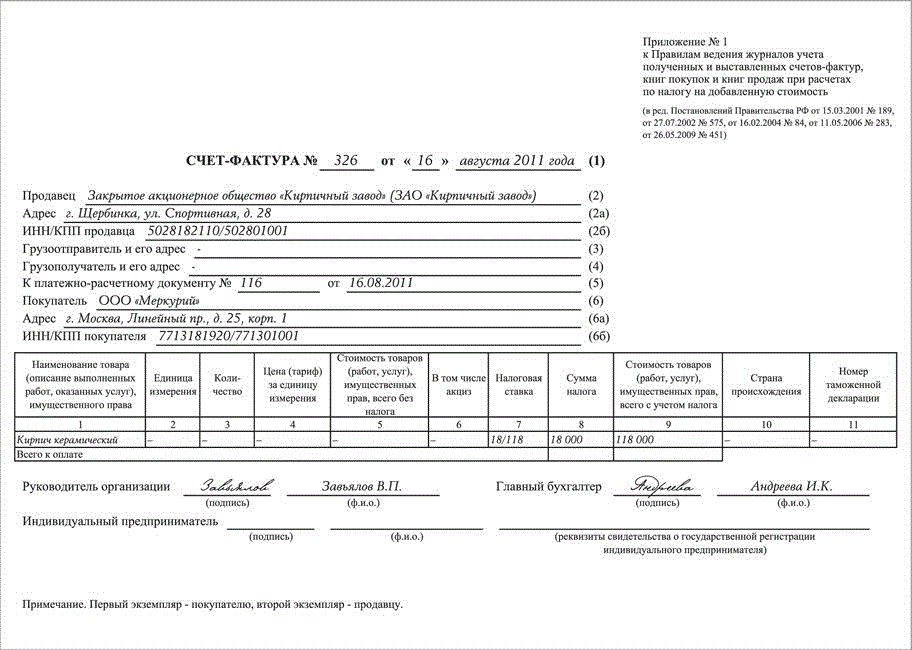 Приложение № 1
к Правилам ведения журналов учета
полученных и выставленных счетов-фактур,
книг покупок и книг продаж при расчетах
по налогу на добавленную стоимость
(в ред. Постановлений Правительства РФ от 15.03.2001 № 189,
от 27.07.2002 № 575, от 16.02.2004 № 84, от 11.05.2006 № 283,
от 26.05.2009 № 451)
СЧЕТ-ФАКТУРА № 326 от « 16 » августа 2011 года (1)
Продавец Закрытое акционерное общество «Кирпичный завод» (ЗАО «Кирпичный завод») (2)
Адрес г. Щербинка, ул. Спортивная, д. 28 (2а)
ИНН/КПП продавца 5028182110/502801001 (2б)
Грузоотправитель и его адрес - (3)
Грузополучатель и его адрес - (4)
К платежно-расчетному документу № 116 от 16.08.2011 (5)
Покупатель ООО «Меркурий» (6)
Адрес г. Москва, Линейный пр., д. 25, корп. 1 (6а)
ИНН/КПП покупателя 7713181920/771301001 (6б)
Наименование товара (описание выполненных работ, оказанных услуг), имущественного права Единица измерения Коли-чество Цена (тариф) за единицу измерения Стоимость товаров (работ, услуг), имущественных прав, всего без налога В том числе акциз Налоговая ставка Сумма налога Стоимость товаров (работ, услуг), имущественных прав, всего с учетом налога Страна происхождения Номер таможенной декларации
1 2 3 4 5 6 7 8 9 10 11
Кирпич керамический – – – – – 18/118 18 000 118 000 – –
Всего к оплате
Руководитель организации Завьялов Завьялов В.П. Главный бухгалтер Андреева Андреева И.К.
(подпись) (ф.и.о.) (подпись) (ф.и.о.)
Индивидуальный предприниматель
(подпись) (ф.и.о.) (реквизиты свидетельства о государственной регистрации
индивидуального предпринимателя)
Примечание. Первый экземпляр - покупателю, второй экземпляр - продавцу.